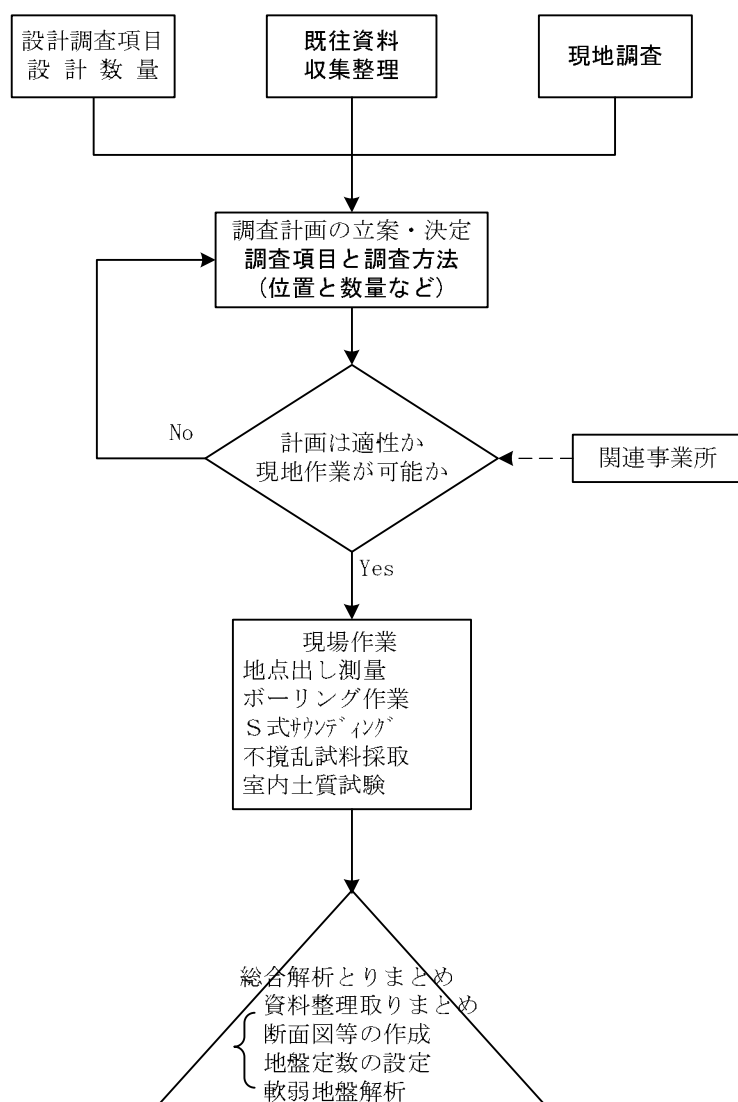 設計調査項目
設 計 数 量
既往資料
収集整理
現地調査
調査計画の立案・決定
調査項目と調査方法
(位置と数量など)
No
計画は適性か
現地作業が可能か
関連事業所
Yes
現場作業
地点出し測量
ボーリング作業
S式ｻｳﾝﾃﾞｨﾝｸﾞ
不撹乱試料採取
室内土質試験
総合解析とりまとめ
資料整理取りまとめ
断面図等の作成
地盤定数の設定
軟弱地盤解析